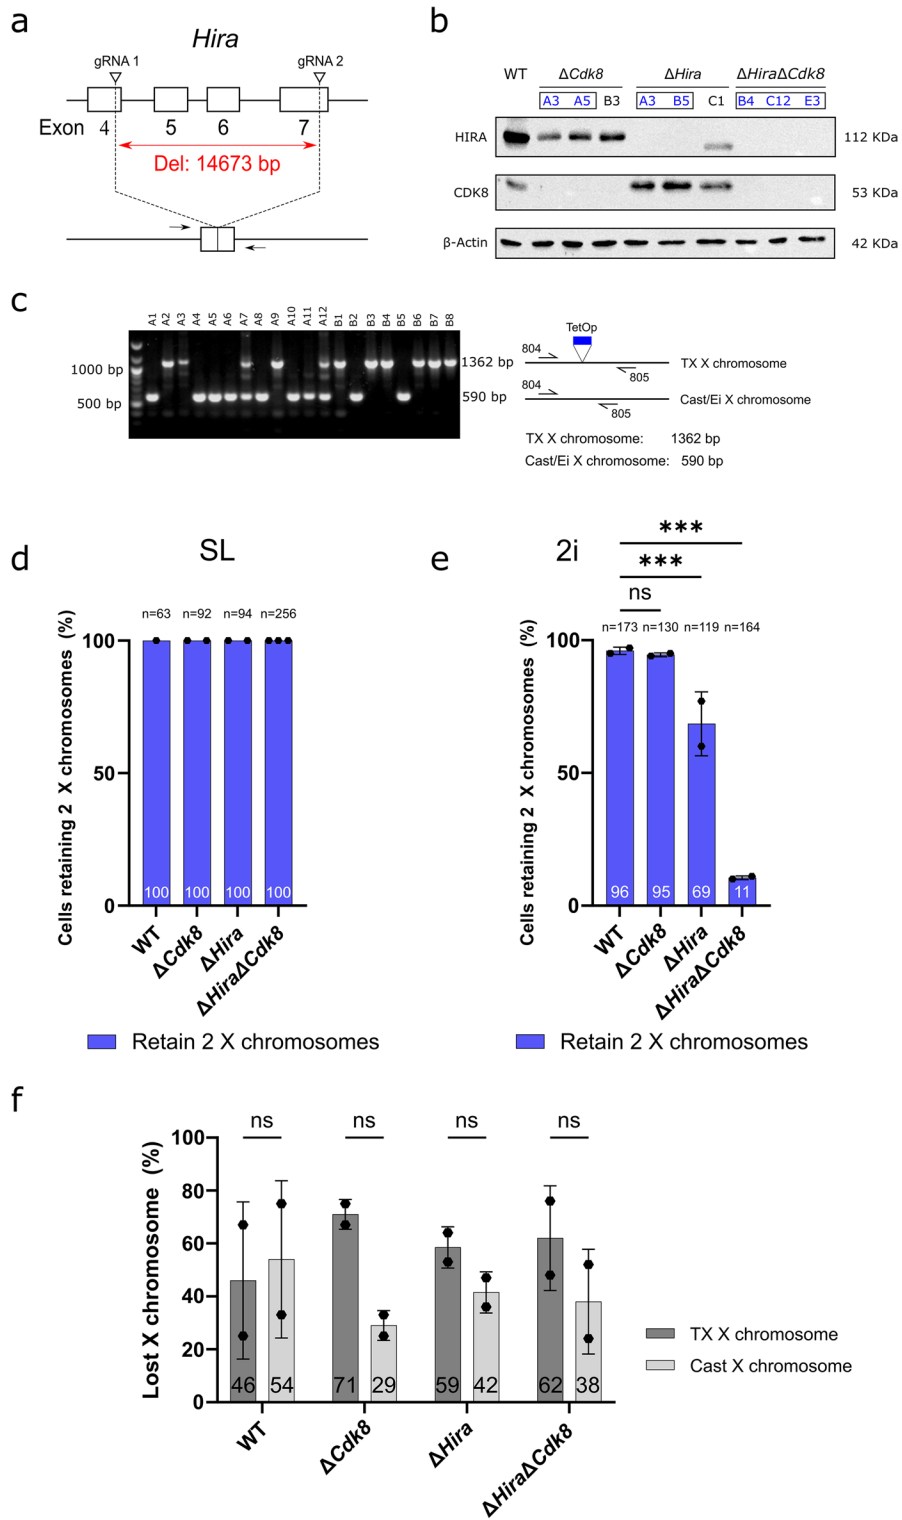 a
Hira
gRNA 1
gRNA 2
Exon 4 5 6 7
Del: 14673 bp
b
WT ΔCdk8 ΔHira ΔHiraΔCdk8
A3 A5 B3 A3 B5 C1 B4 C12 E3
HIRA 112 KDa
CDK8 53 KDa
β-Actin 42 KDa
c
A1 A2 A3 A4 A5 A6 A7 A8 A9 A10 A11 A12 B1 B2 B3 B4 B5 B6 B7 B8
1000 bp
500 bp
1362 bp
590 bp
TetOp
804
805
TX X chromosome
804
805
Cast/Ei X chromosome
TX X chromosome: 1362 bp
Cast/Ei X chromosome: 590 bp
d
SL
n=63 n=92 n=94 n=256
Cells retaining 2 X chromosomes (%)
100
50
0
100 100 100 100
WT
ΔCdk8
ΔHira
ΔHiraΔCdk8
Retain 2 X chromosomes
e
2i
***
***
ns
n=173 n=130 n=119 n=164
Cells retaining 2 X chromosomes (%)
100
50
0
96 95 69 11
WT
ΔCdk8
ΔHira
ΔHiraΔCdk8
Retain 2 X chromosomes
f
ns ns ns ns
Lost X chromosome (%)
100
80
60
40
20
0
46 54 71 29 59 42 62 38
WT
ΔCdk8
ΔHira
ΔHiraΔCdk8
TX X chromosome
Cast X chromosome